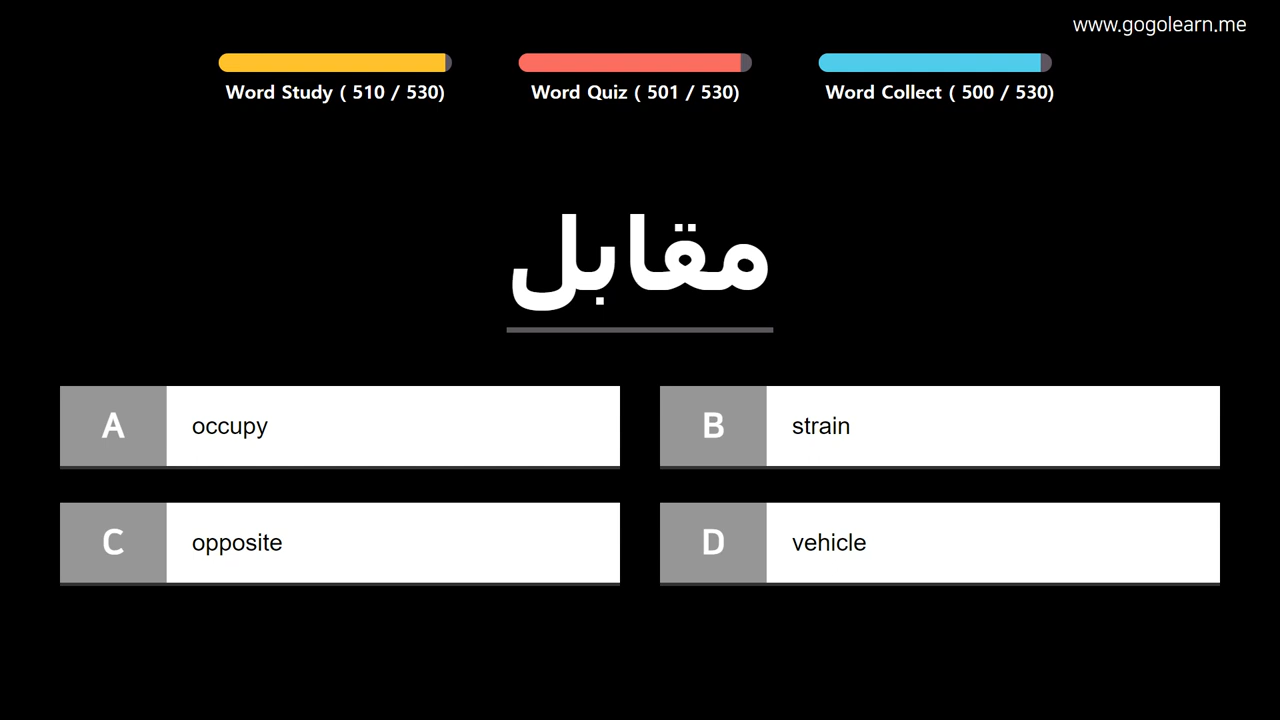 www.gogolearn.me
Word Study ( 510 / 530)
Word Quiz ( 501 / 530)
Word Collect ( 500 / 530)
مقابل
A occupy
B strain
C opposite
D vehicle